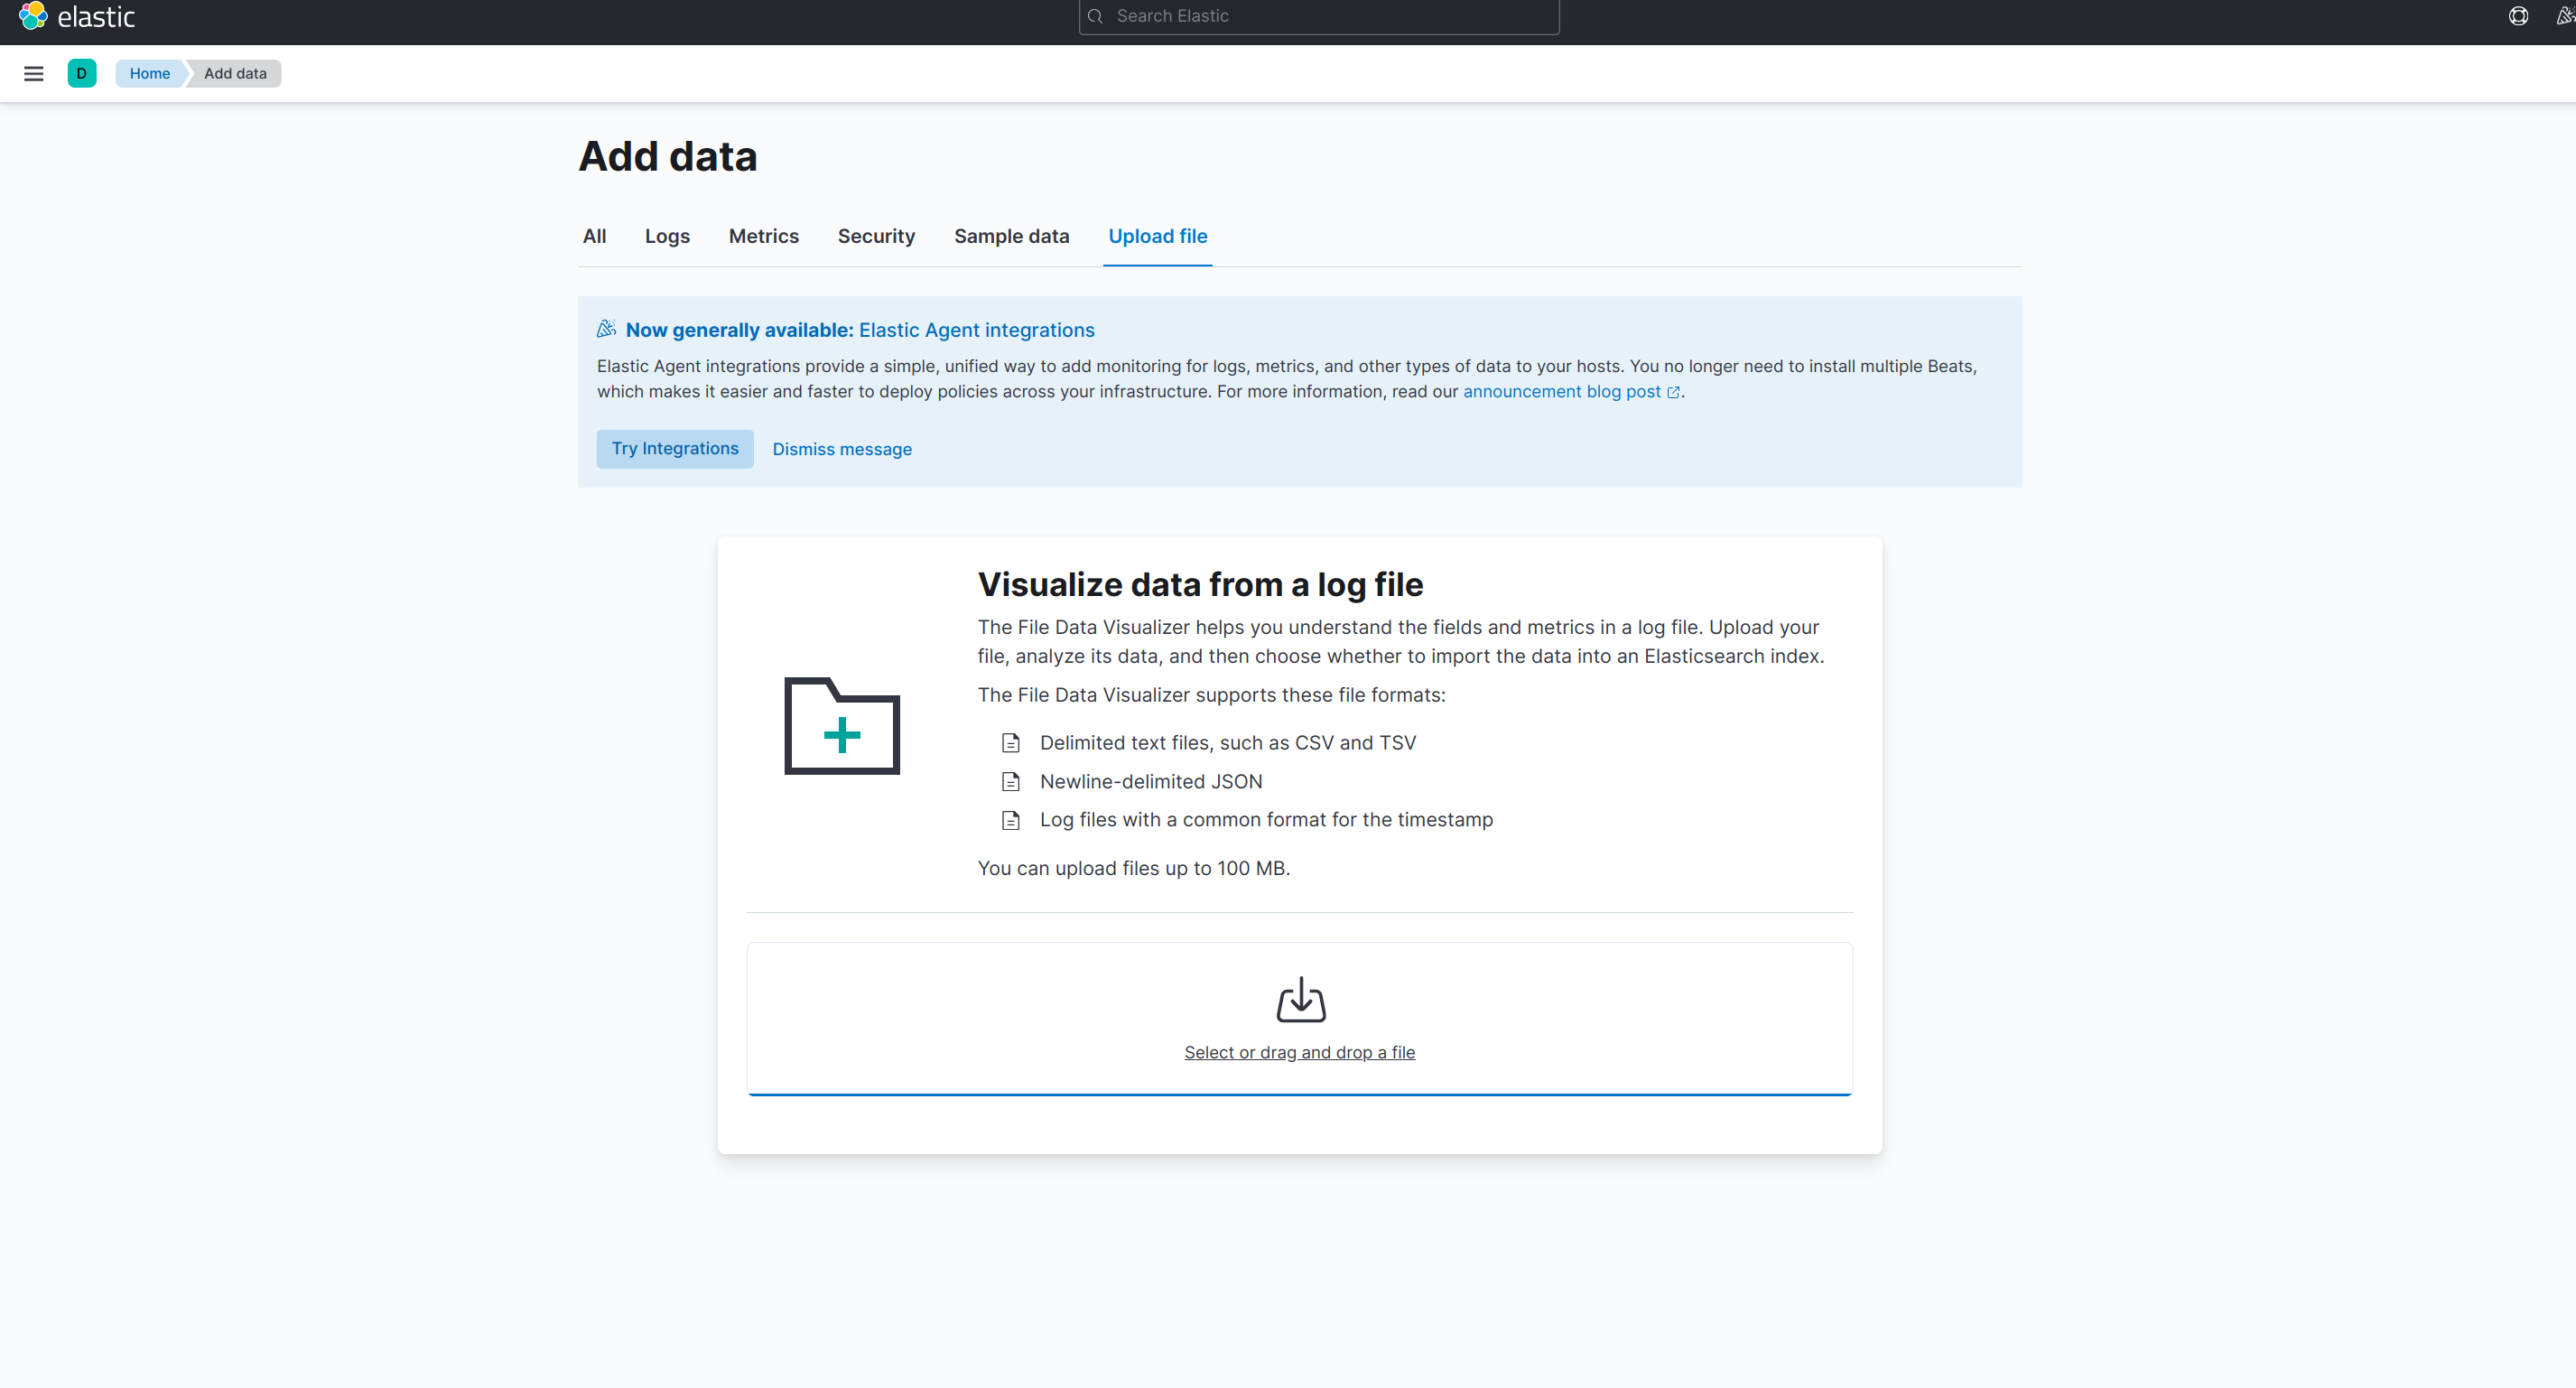 elastic
Search Elastic
D
Home
Add data
Add data
All
Logs
Metrics
Security
Sample data
Upload file
Now generally available: Elastic Agent integrations
Elastic Agent integrations provide a simple, unified way to add monitoring for logs, metrics, and other types of data to your hosts. You no longer need to install multiple Beats,
which makes it easier and faster to deploy policies across your infrastructure. For more information, read our announcement blog post.
Try Integrations
Dismiss message
Visualize data from a log file
The File Data Visualizer helps you understand the fields and metrics in a log file. Upload your
file, analyze its data, and then choose whether to import the data into an Elasticsearch index.
The File Data Visualizer supports these file formats:
Delimited text files, such as CSV and TSV
Newline-delimited JSON
Log files with a common format for the timestamp
You can upload files up to 100 MB.
Select or drag and drop a file